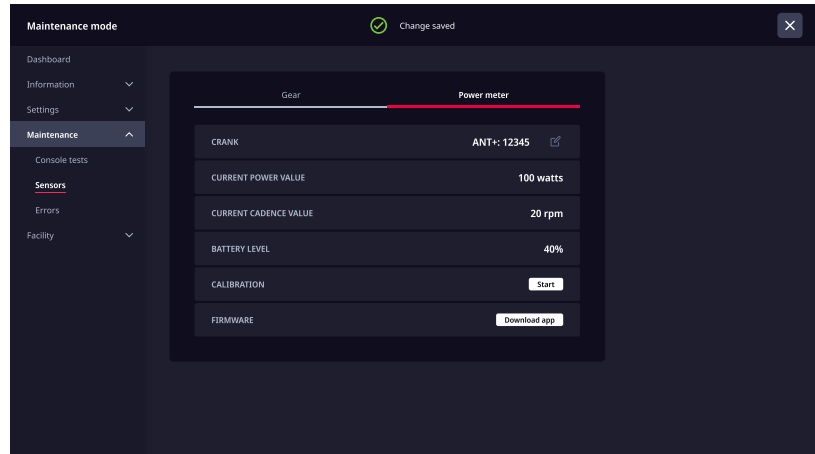 Maintenance mode
Change saved
Dashboard
Information
Settings
Maintenance
Console tests
Sensors
Errors
Facility
Gear
Power meter
CRANK
ANT+: 12345
CURRENT POWER VALUE
100 watts
CURRENT CADENCE VALUE
20 rpm
BATTERY LEVEL
40%
CALIBRATION
Start
FIRMWARE
Download app